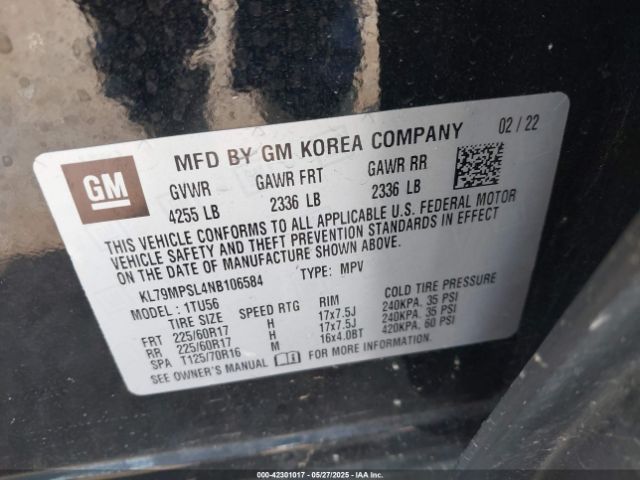 MFD BY GM KOREA COMPANY 02 / 22
GM
GVWR GAWR FRT GAWR RR
4255 LB 2336 LB 2336 LB
THIS VEHICLE CONFORMS TO ALL APPLICABLE U.S. FEDERAL MOTOR
VEHICLE SAFETY AND THEFT PREVENTION STANDARDS IN EFFECT
ON THE DATE OF MANUFACTURE SHOWN ABOVE.
KL79MPSL4NB106584 TYPE: MPV
MODEL : 1TU56
TIRE SIZE SPEED RTG RIM COLD TIRE PRESSURE
FRT 225/60R17 H 17x7.5J 240KPA. 35 PSI
RR 225/60R17 H 17x7.5J 240KPA. 35 PSI
SPA T125/70R16 M 16x4.0BT 420KPA. 60 PSI
SEE OWNER'S MANUAL FOR MORE INFORMATION.
000-42301017 05/27/2025 IAAI.COM